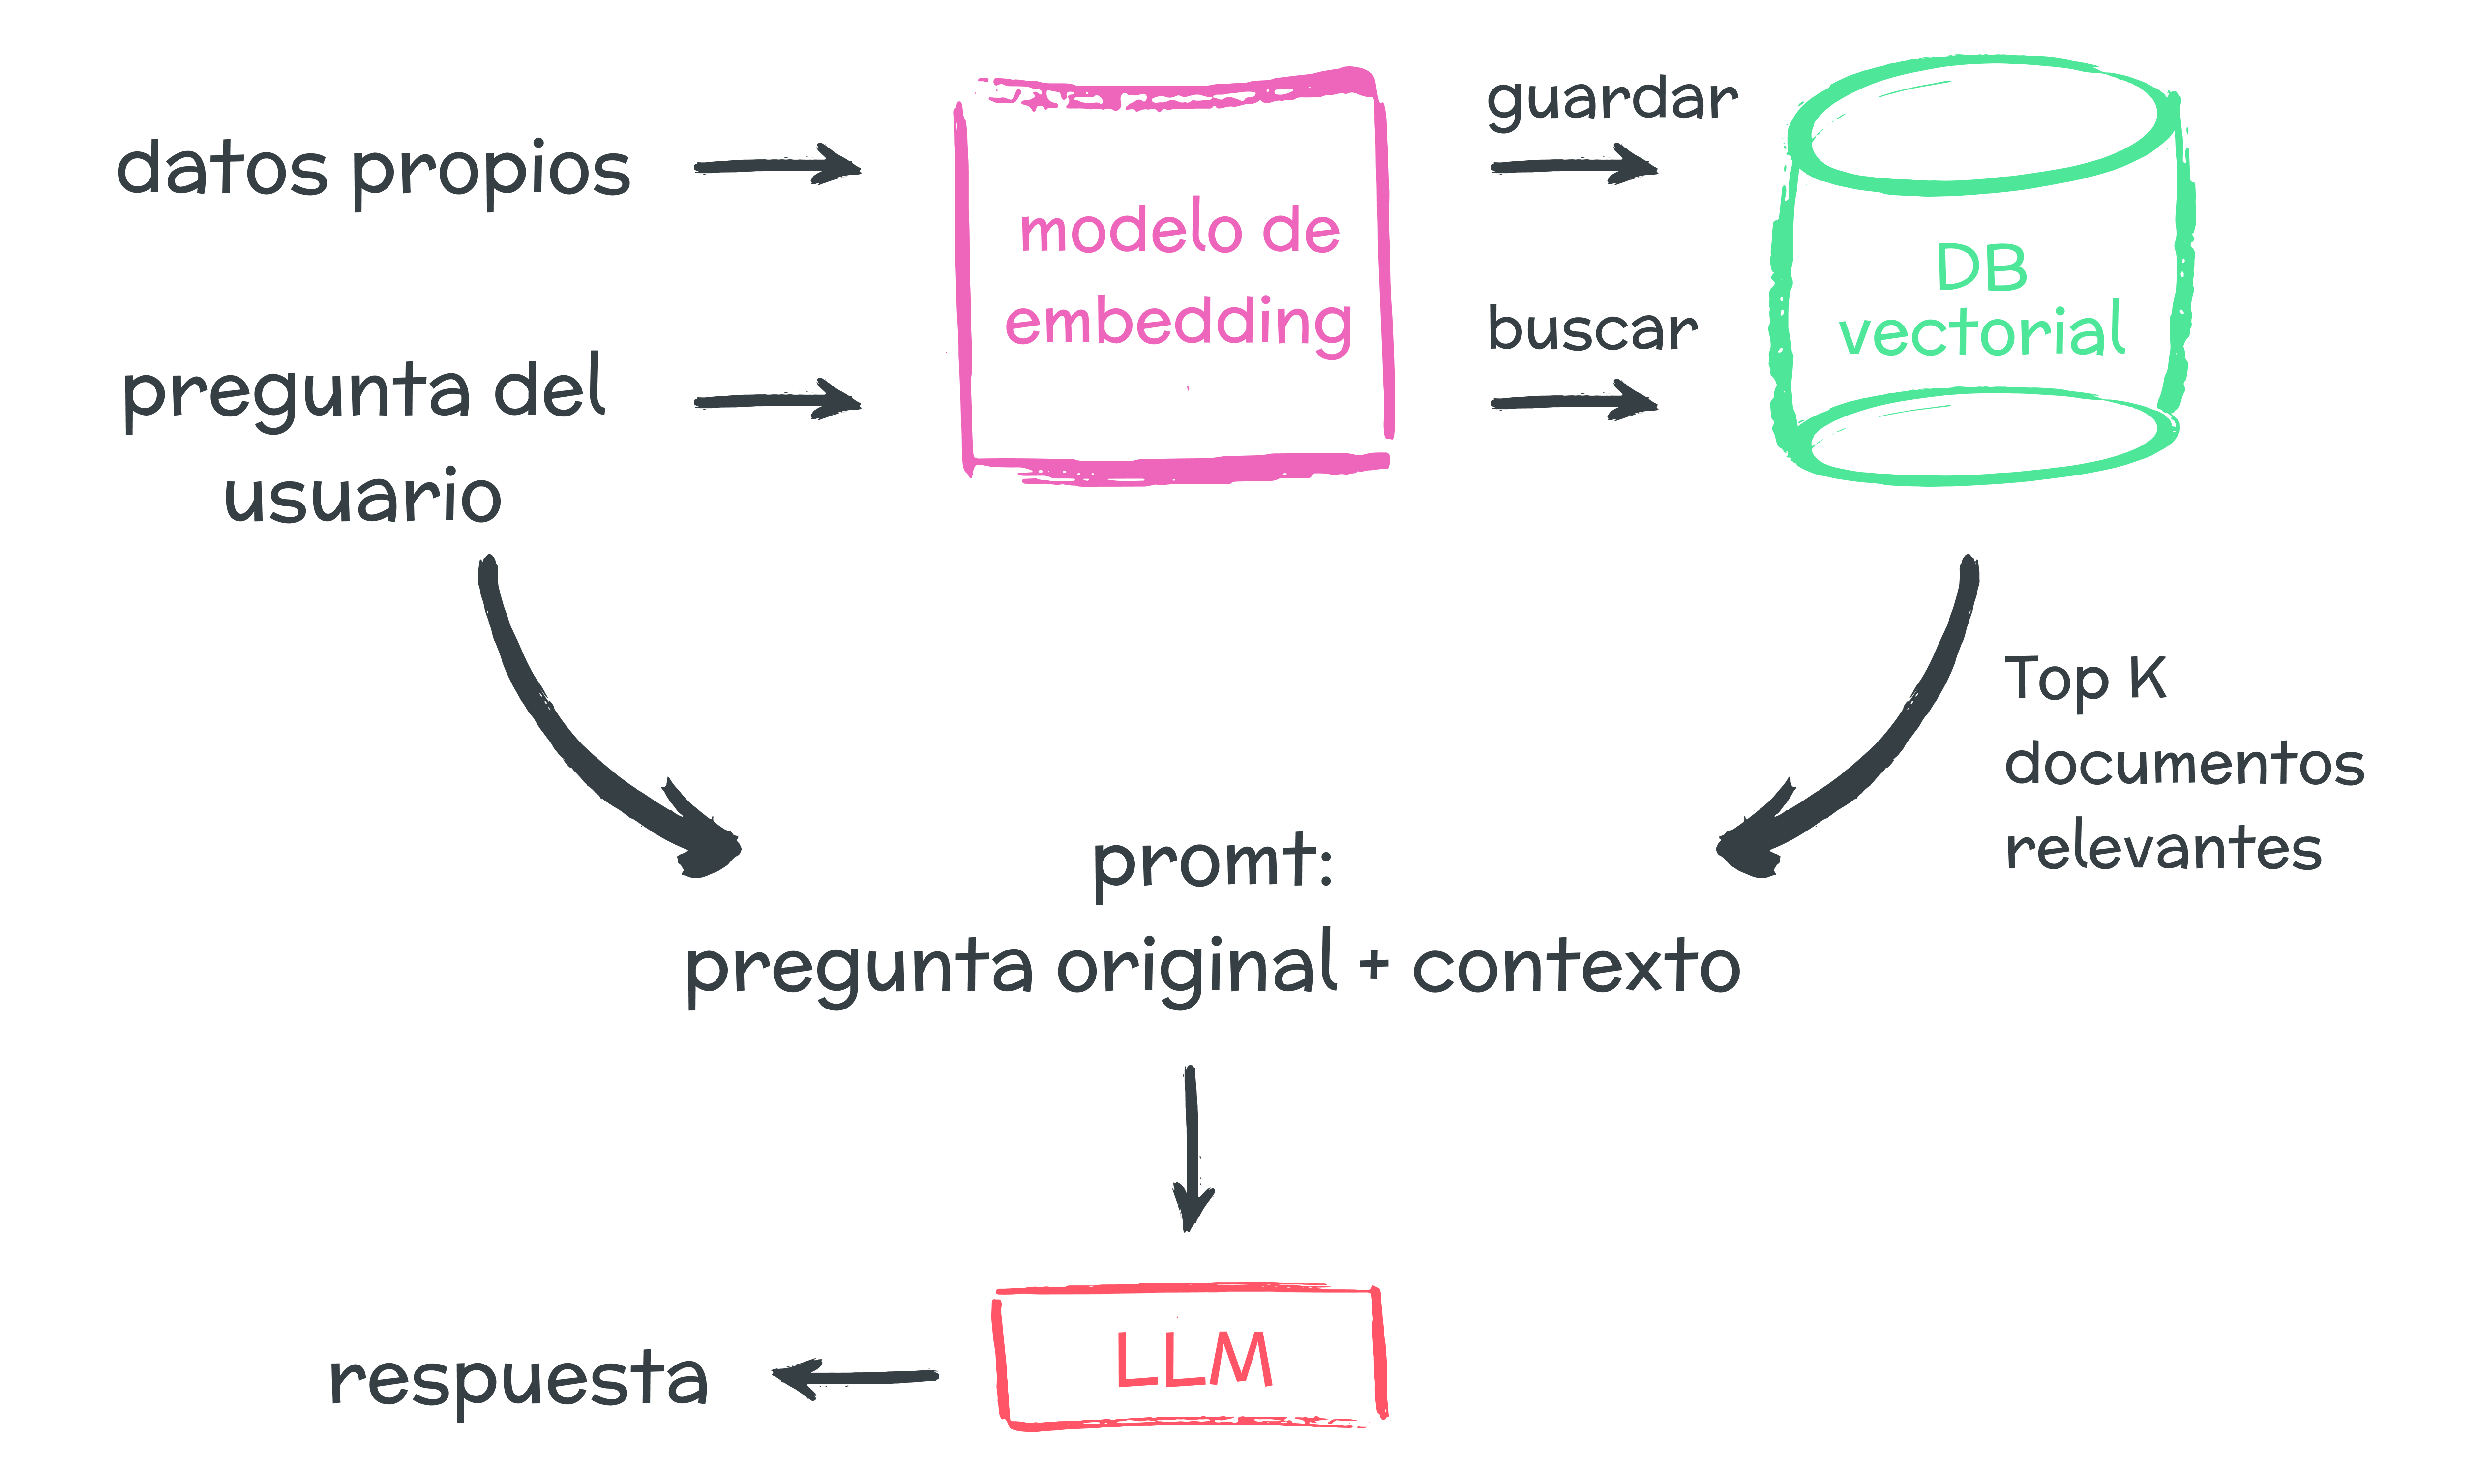 datos propios
guardar
modelo de
embedding
DB
vectorial
pregunta del
usuario
buscar
Top K
documentos
relevantes
promt:
pregunta original + contexto
LLM
respuesta